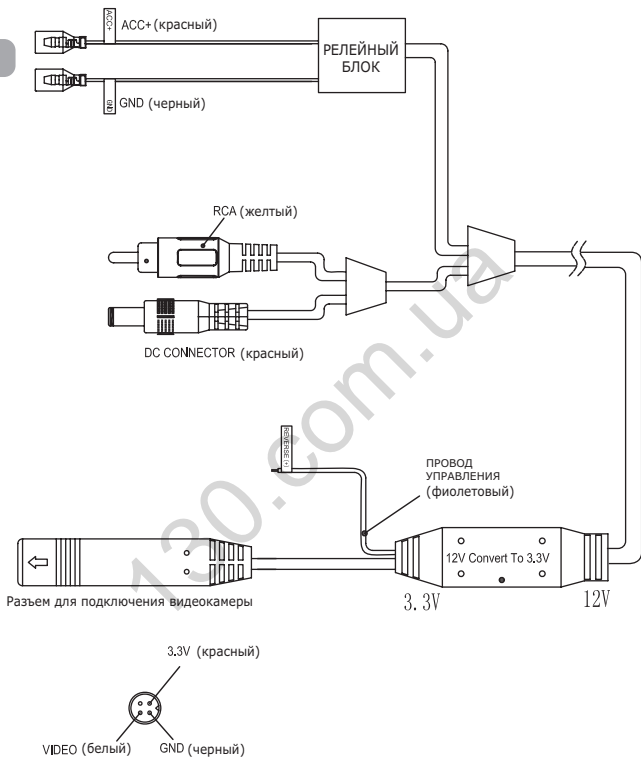 ACC+
ACC+ (красный)
РЕЛЕЙНЫЙ
БЛОК
GND
GND (черный)
RCA (желтый)
DC CONNECTOR (красный)
REVERSE (+)
ПРОВОД
УПРАВЛЕНИЯ
(фиолетовый)
12V Convert To 3.3V
3.3V
12V
Разъем для подключения видеокамеры
3.3V (красный)
VIDEO (белый)
GND (черный)
130.com.ua